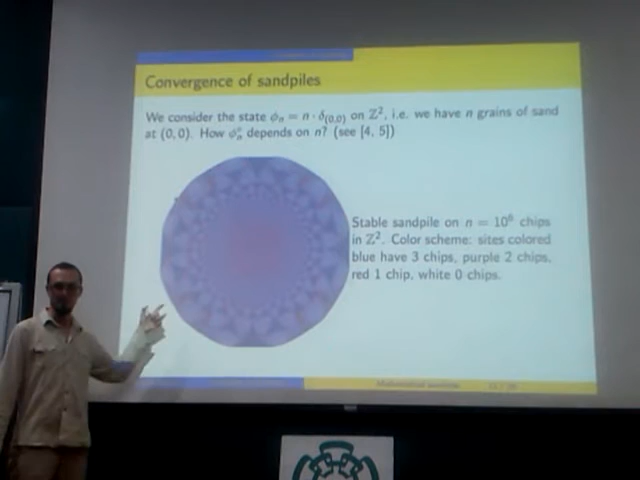 Convergence of sandpiles
We consider the state ϕₙ = n · δ₍₀,₀₎ on ℤ², i.e. we have n grains of sand
at (0, 0). How ϕₙ° depends on n? (see [4, 5])
Stable sandpile on n = 10⁶ chips
in ℤ². Color scheme: sites colored
blue have 3 chips, purple 2 chips,
red 1 chip, white 0 chips.